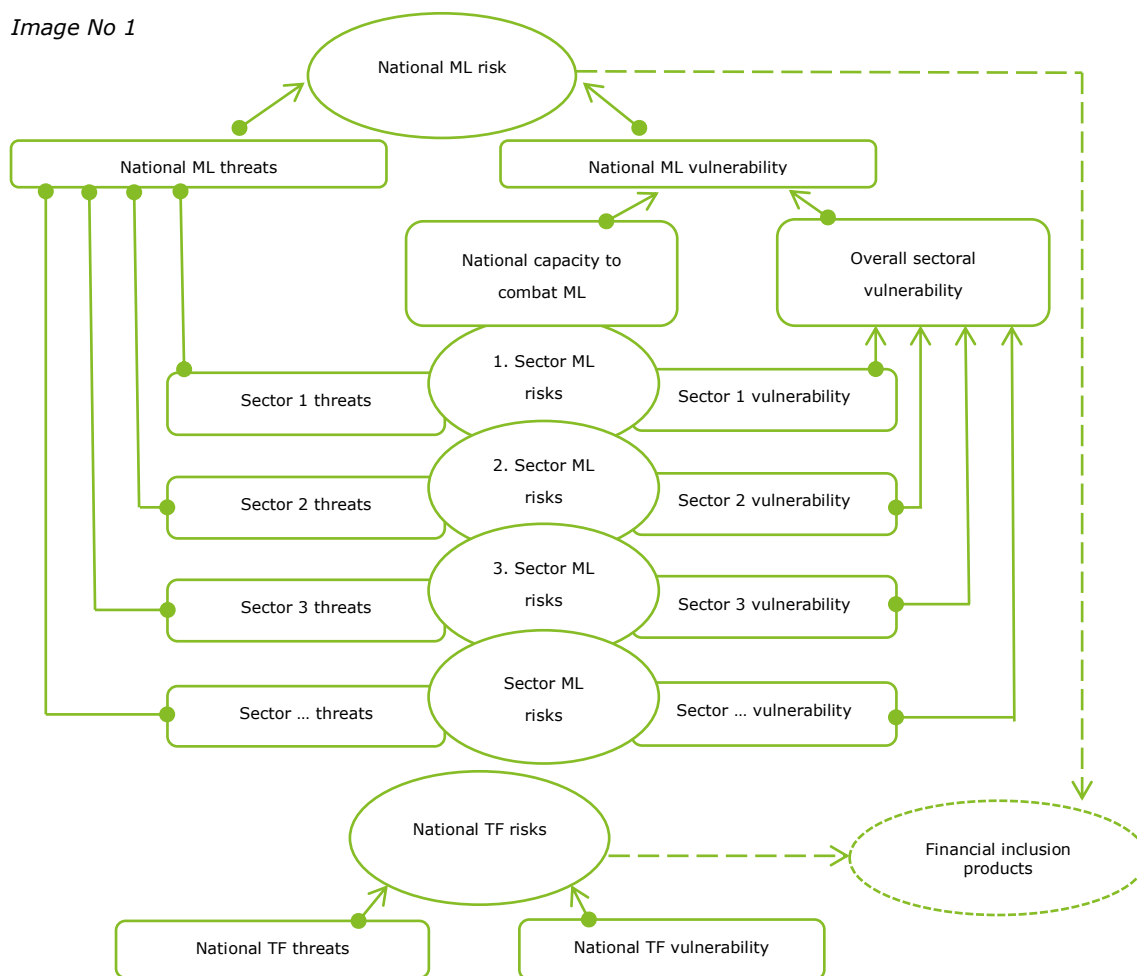 Image No 1
National ML risk
National ML threats
National ML vulnerability
National capacity to
combat ML
Overall sectoral
vulnerability
1. Sector ML
risks
Sector 1 threats
Sector 1 vulnerability
2. Sector ML
risks
Sector 2 threats
Sector 2 vulnerability
3. Sector ML
risks
Sector 3 threats
Sector 3 vulnerability
Sector ML
risks
Sector … threats
Sector … vulnerability
National TF risks
Financial inclusion
products
National TF threats
National TF vulnerability